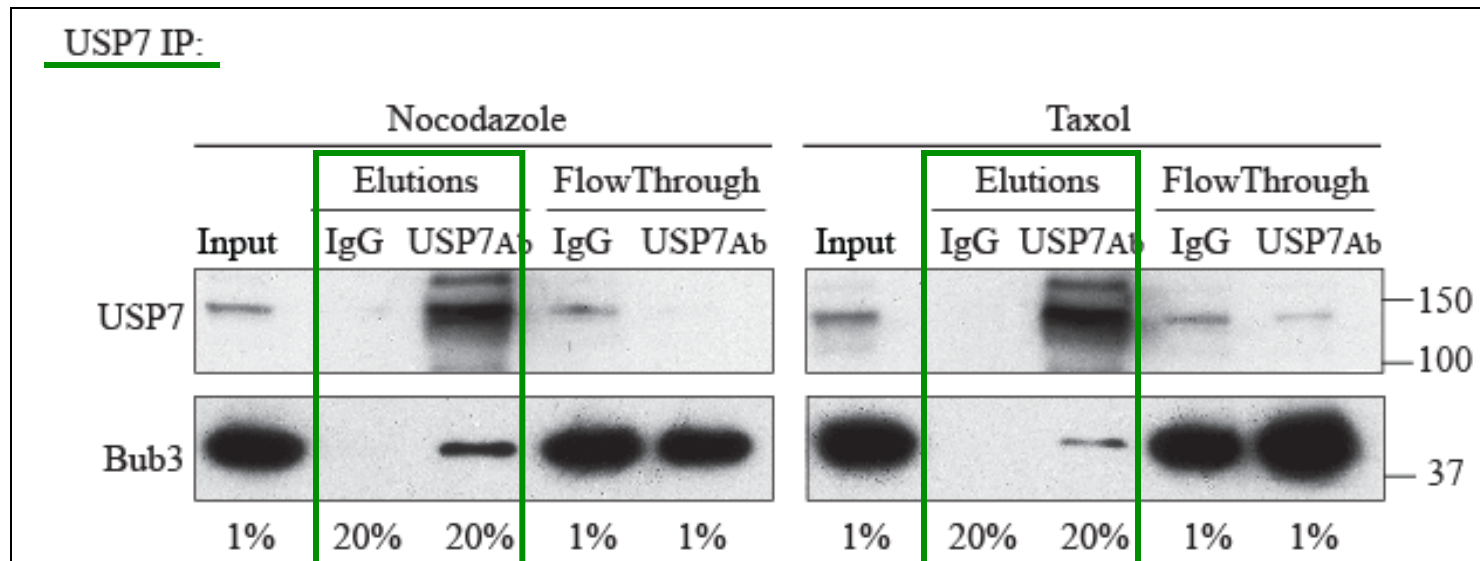 USP7 IP:
Nocodazole Taxol
Elutions FlowThrough Elutions FlowThrough
Input IgG USP7Ab IgG USP7Ab Input IgG USP7Ab IgG USP7Ab
USP7
150
100
Bub3
37
1% 20% 20% 1% 1% 1% 20% 20% 1% 1%